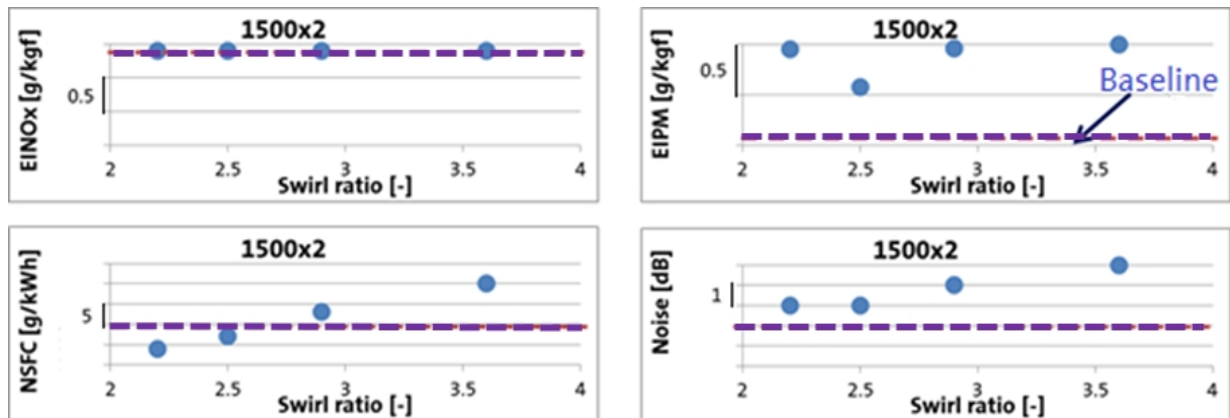 1500x2
EINOx [g/kgf]
0.5
2 2.5 3 3.5 4
Swirl ratio [-]
1500x2
EIPM [g/kgf]
0.5
Baseline
2 2.5 3 3.5 4
Swirl ratio [-]
1500x2
NSFC [g/kWh]
5
2 2.5 3 3.5 4
Swirl ratio [-]
1500x2
Noise [dB]
1
2 2.5 3 3.5 4
Swirl ratio [-]